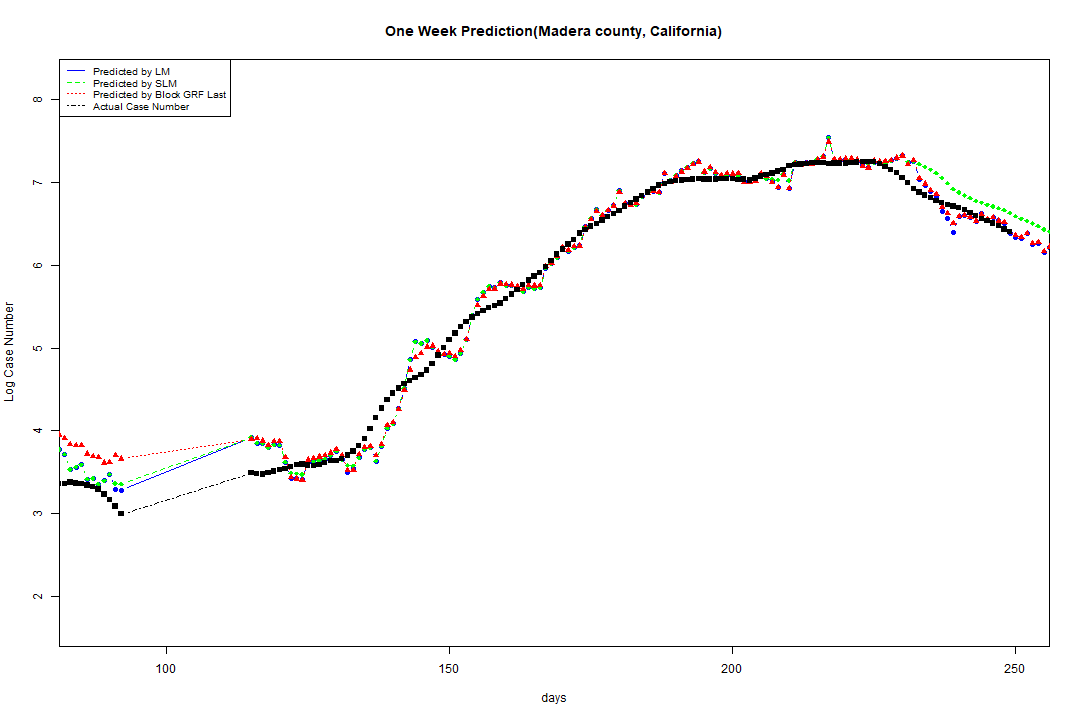 One Week Prediction(Madera county, California)
Predicted by LM
Predicted by SLM
Predicted by Block GRF Last
Actual Case Number
8
7
6
5
4
3
2
Log Case Number
100 150 200 250
days